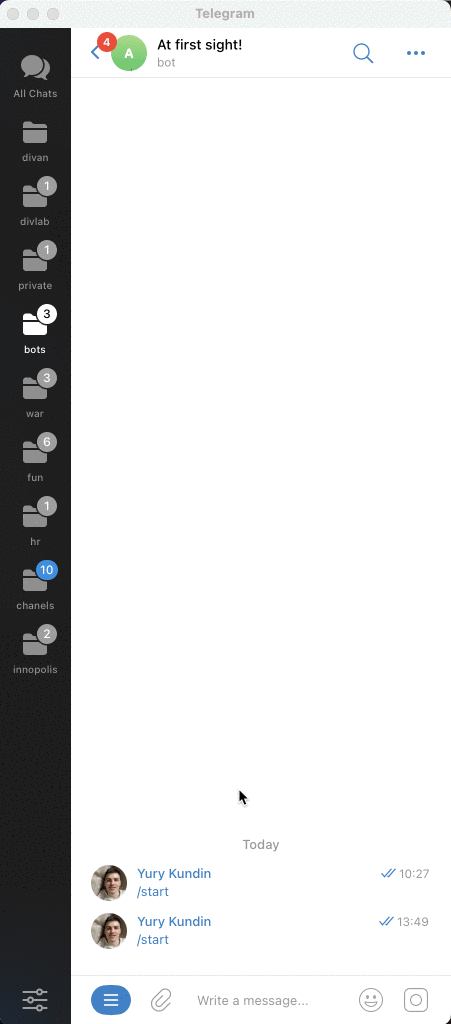 Telegram
4
A
At first sight!
bot
All Chats
divan
1
divlab
1
private
3
bots
3
war
6
fun
1
hr
10
chanels
2
innopolis
Today
Yury Kundin
10:27
/start
Yury Kundin
13:49
/start
Write a message...